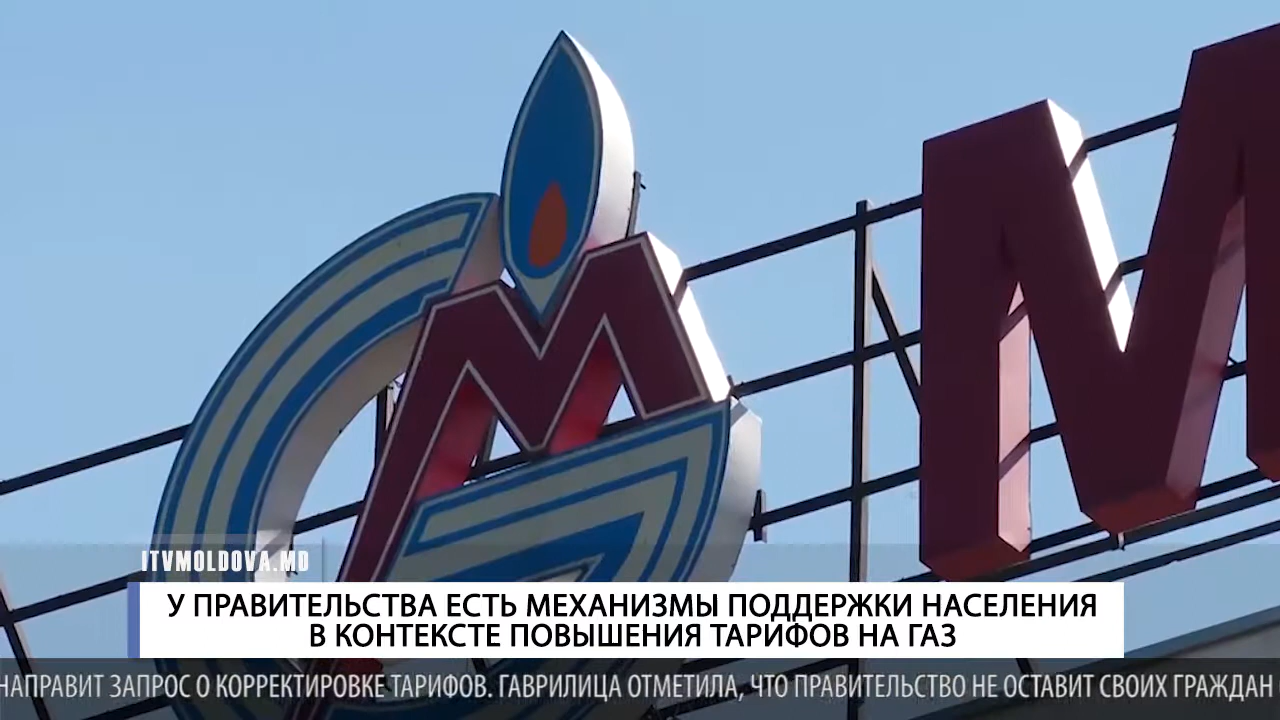 М
М
ITVMOLDOVA.MD
У ПРАВИТЕЛЬСТВА ЕСТЬ МЕХАНИЗМЫ ПОДДЕРЖКИ НАСЕЛЕНИЯ
В КОНТЕКСТЕ ПОВЫШЕНИЯ ТАРИФОВ НА ГАЗ
НАПРАВИТ ЗАПРОС О КОРРЕКТИРОВКЕ ТАРИФОВ. ГАВРИЛИЦА ОТМЕТИЛА, ЧТО ПРАВИТЕЛЬСТВО НЕ ОСТАВИТ СВОИХ ГРАЖДАН